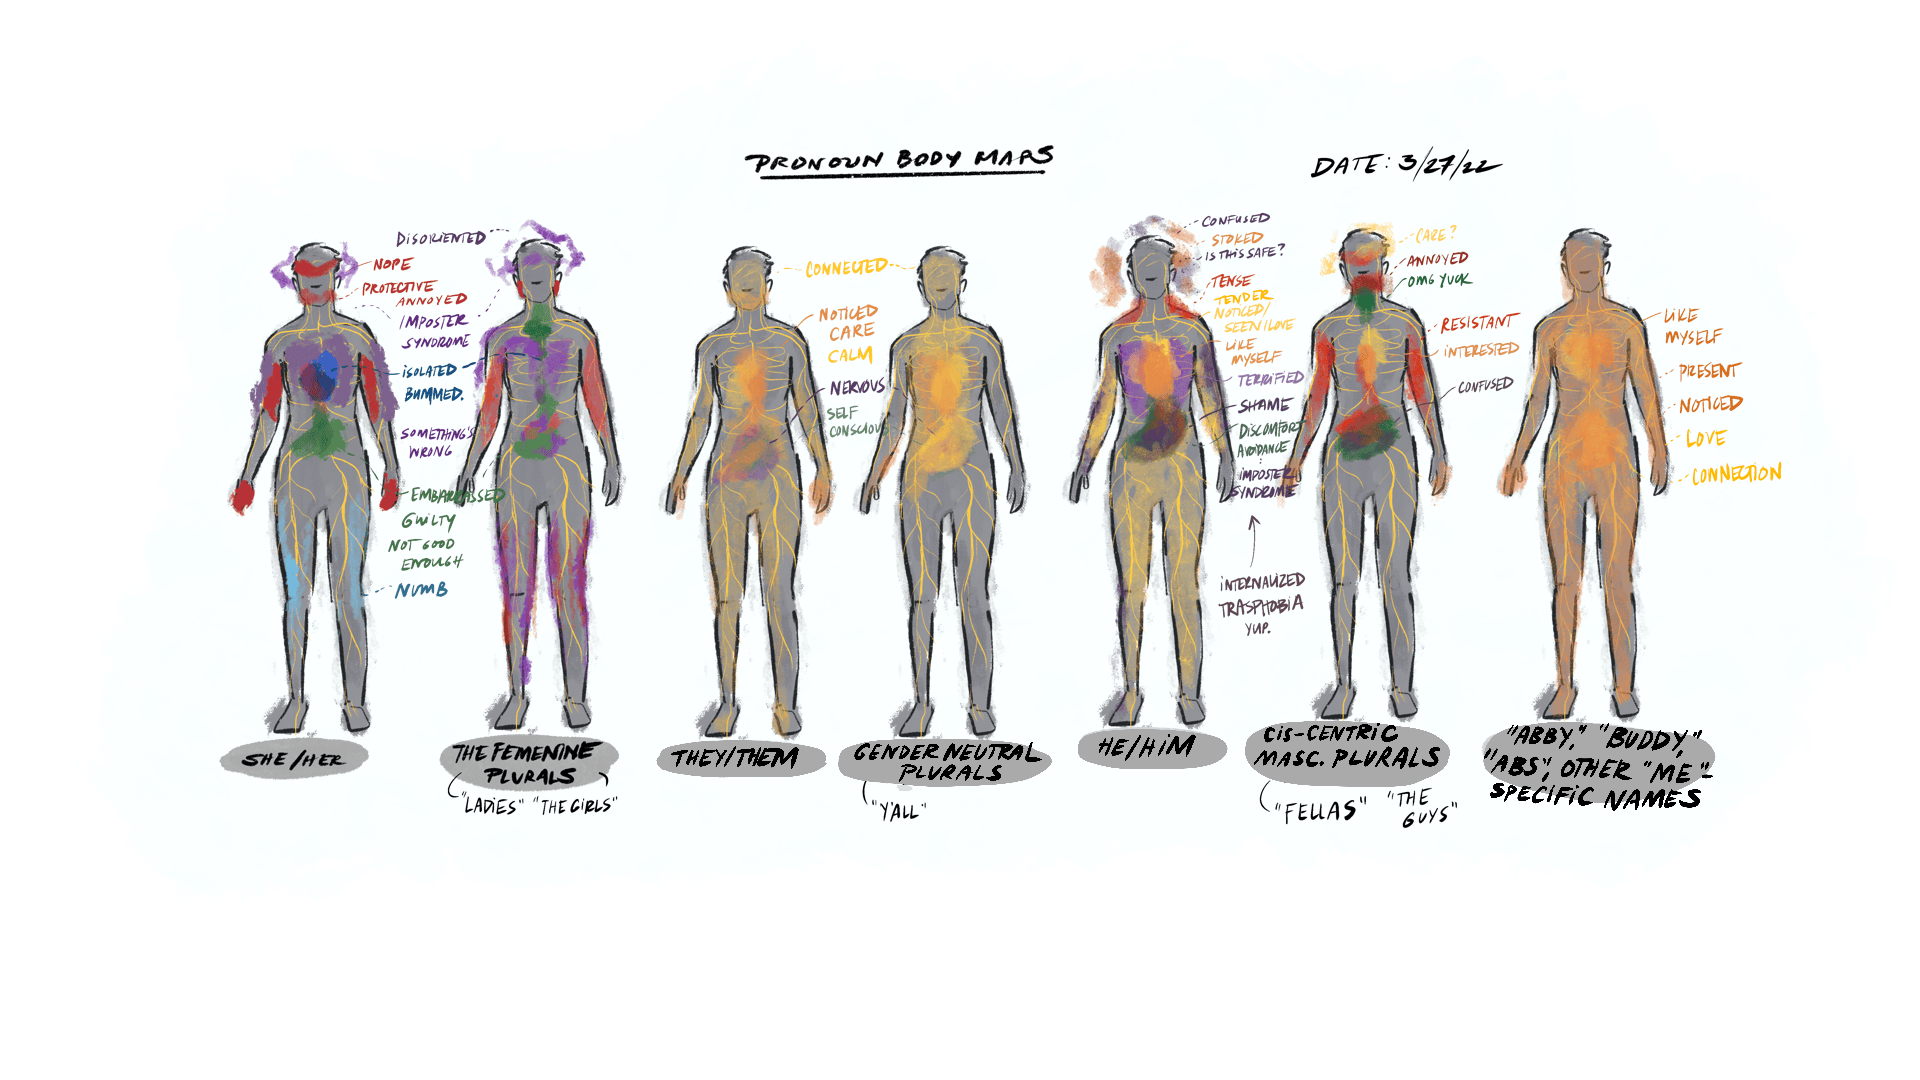 PRONOUN BODY MAPS
DATE: 3/27/22
DISORIENTED
NOPE
PROTECTIVE
ANNOYED
IMPOSTER
SYNDROME
ISOLATED
BUMMED.
SOMETHING'S
WRONG
EMBARRASSED
GUILTY
NOT GOOD
ENOUGH
NUMB
CONNECTED
NOTICED
CARE
CALM
NERVOUS
SELF
CONSCIOUS
CONFUSED
STOKED
IS THIS SAFE?
TENSE
TENDER
NOTICED/
SEEN/LOVE
LIKE
MYSELF
TERRIFIED
SHAME
DISCOMFORT
AVOIDANCE
IMPOSTER
SYNDROME
INTERNALIZED
TRASPHOBIA
YUP.
CARE?
ANNOYED
OMG YUCK
RESISTANT
INTERESTED
CONFUSED
LIKE
MYSELF
PRESENT
NOTICED
LOVE
CONNECTION
SHE/HER
THE FEMENINE
PLURALS
"LADIES" "THE GIRLS"
THEY/THEM
GENDER NEUTRAL
PLURALS
"Y'ALL"
HE/HIM
CIS-CENTRIC
MASC. PLURALS
"FELLAS" "THE
GUYS"
"ABBY," "BUDDY,"
"ABS", OTHER "ME"-
SPECIFIC NAMES